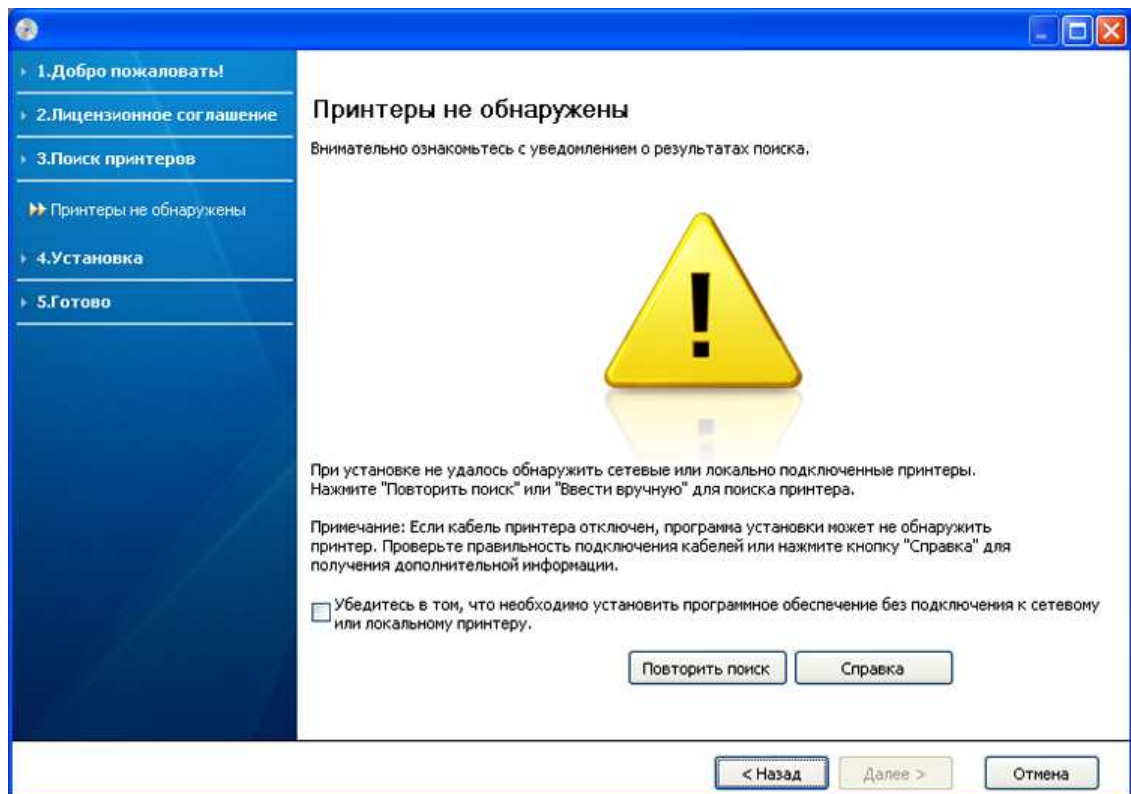 1.Добро пожаловать!
2.Лицензионное соглашение
3.Поиск принтеров
Принтеры не обнаружены
4.Установка
5.Готово
Принтеры не обнаружены
Внимательно ознакомьтесь с уведомлением о результатах поиска.
При установке не удалось обнаружить сетевые или локально подключенные принтеры.
Нажмите "Повторить поиск" или "Ввести вручную" для поиска принтера.
Примечание: Если кабель принтера отключен, программа установки может не обнаружить
принтер. Проверьте правильность подключения кабелей или нажмите кнопку "Справка" для
получения дополнительной информации.
Убедитесь в том, что необходимо установить программное обеспечение без подключения к сетевому
или локальному принтеру.
Повторить поиск
Справка
< Назад
Далее >
Отмена